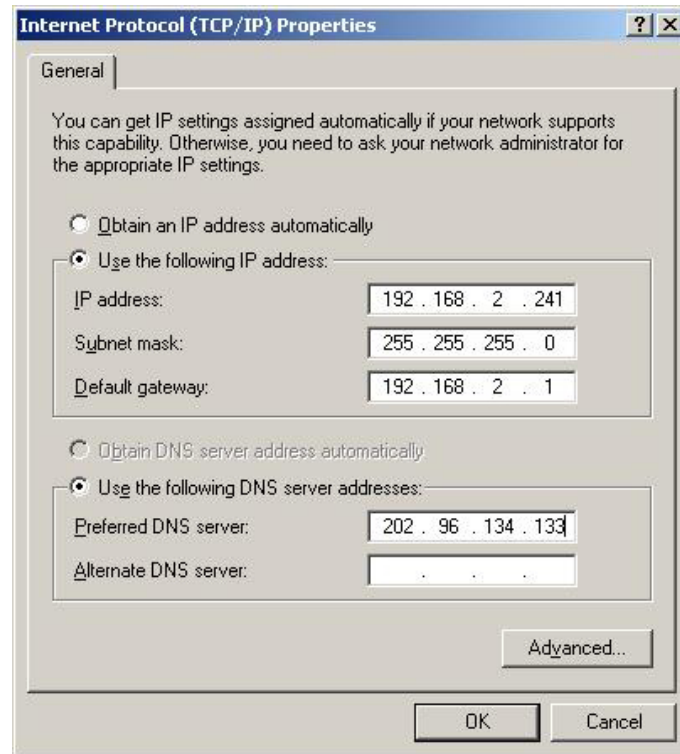 Internet Protocol (TCP/IP) Properties
General
You can get IP settings assigned automatically if your network supports
this capability. Otherwise, you need to ask your network administrator for
the appropriate IP settings.
Obtain an IP address automatically
Use the following IP address:
IP address: 192 . 168 . 2 . 241
Subnet mask: 255 . 255 . 255 . 0
Default gateway: 192 . 168 . 2 . 1
Obtain DNS server address automatically
Use the following DNS server addresses:
Preferred DNS server: 202 . 96 . 134 . 133
Alternate DNS server: . . .
Advanced...
OK Cancel